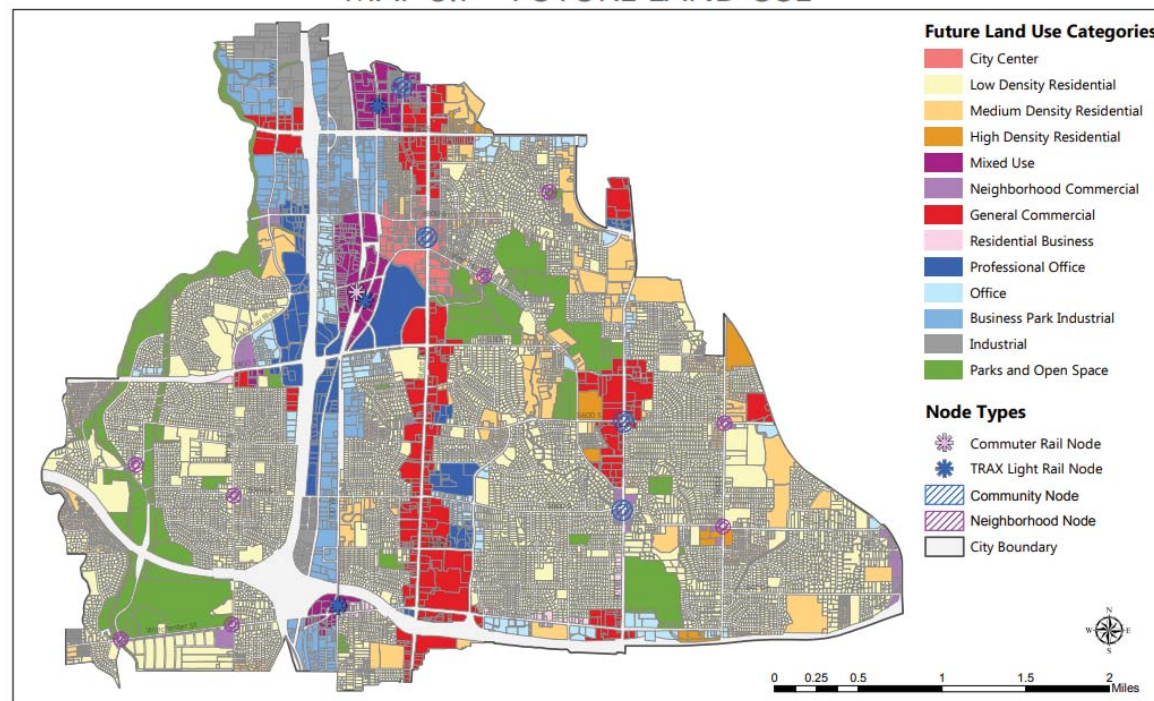 Future Land Use Categories
City Center
Low Density Residential
Medium Density Residential
High Density Residential
Mixed Use
Neighborhood Commercial
General Commercial
Residential Business
Professional Office
Office
Business Park Industrial
Industrial
Parks and Open Space
Node Types
Commuter Rail Node
TRAX Light Rail Node
Community Node
Neighborhood Node
City Boundary
5600 S
Winchester St
N
W E
S
0 0.25 0.5 1 1.5 2
Miles